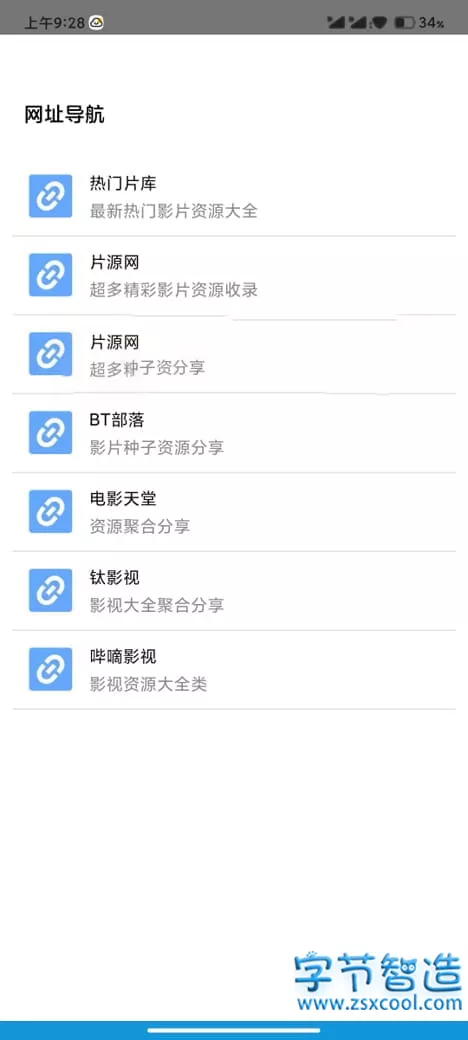 上午9:28
34%
网址导航
热门片库
最新热门影片资源大全
片源网
超多精彩影片资源收录
片源网
超多种子资分享
BT部落
影片种子资源分享
电影天堂
资源聚合分享
钛影视
影视大全聚合分享
哔嘀影视
影视资源大全类
字节智造
www.zsxcool.com